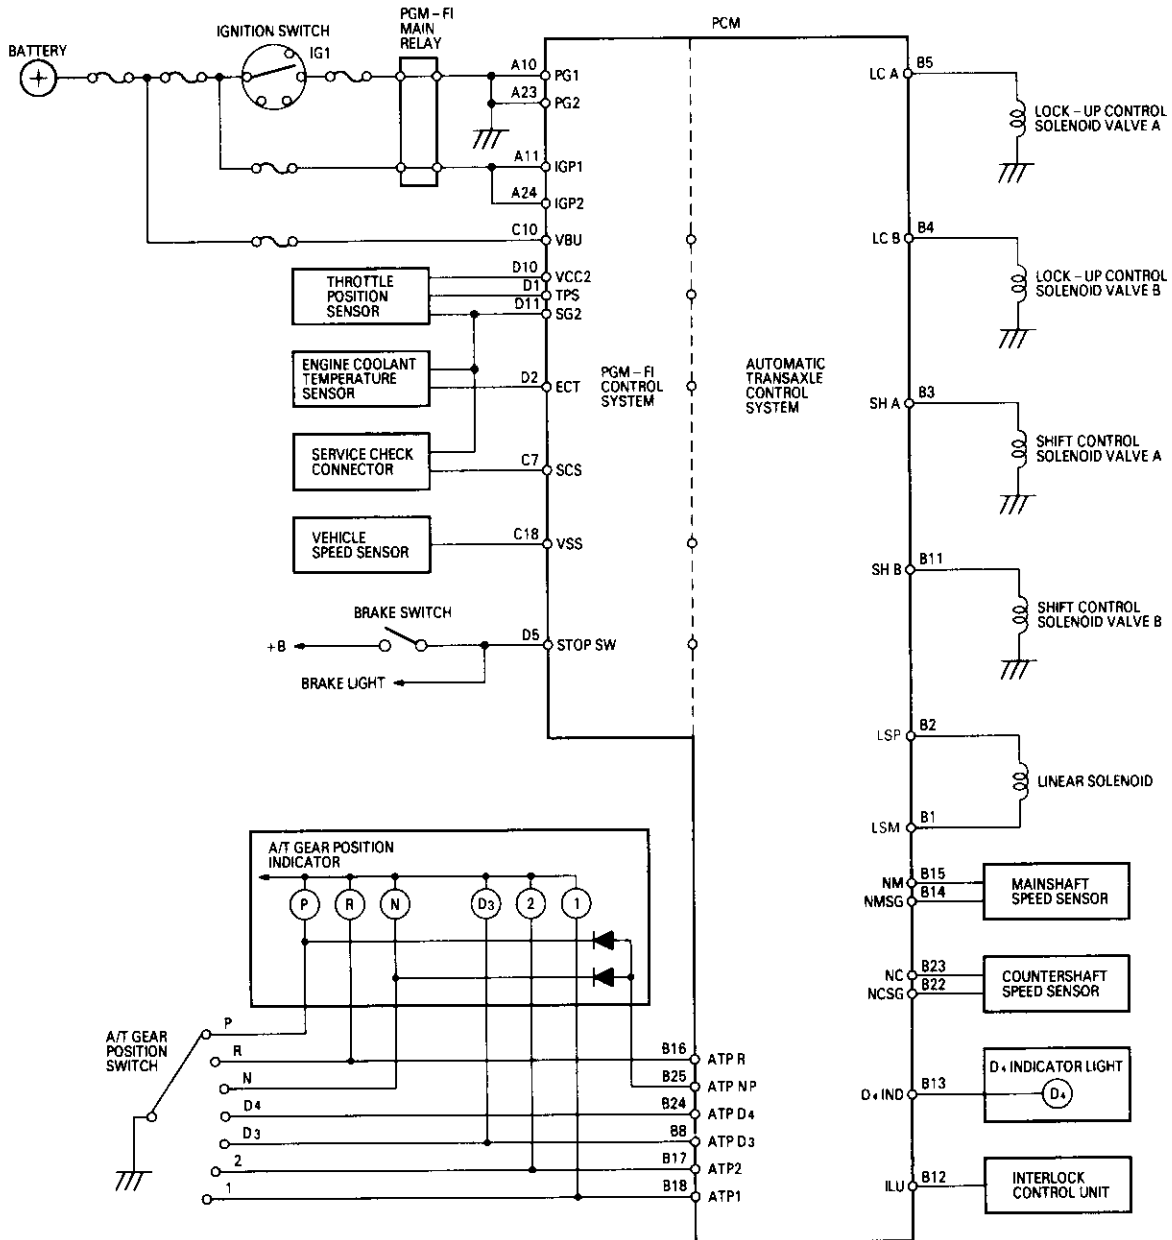 PGM-FI
MAIN
RELAY
PCM
IGNITION SWITCH
IG1
BATTERY
A10
PG1
A23
PG2
A11
IGP1
A24
IGP2
C10
VBU
THROTTLE
POSITION
SENSOR
D10
VCC2
D1
TPS
D11
SG2
ENGINE COOLANT
TEMPERATURE
SENSOR
D2
ECT
PGM-FI
CONTROL
SYSTEM
AUTOMATIC
TRANSAXLE
CONTROL
SYSTEM
SERVICE CHECK
CONNECTOR
C7
SCS
VEHICLE
SPEED SENSOR
C18
VSS
BRAKE SWITCH
+B
D5
STOP SW
BRAKE LIGHT
LC A
B5
LOCK-UP CONTROL
SOLENOID VALVE A
LC B
B4
LOCK-UP CONTROL
SOLENOID VALVE B
SH A
B3
SHIFT CONTROL
SOLENOID VALVE A
SH B
B11
SHIFT CONTROL
SOLENOID VALVE B
LSP
B2
LINEAR SOLENOID
LSM
B1
NM
B15
NMSG
B14
MAINSHAFT
SPEED SENSOR
NC
B23
NCSG
B22
COUNTERSHAFT
SPEED SENSOR
D4 IND
B13
D4 INDICATOR LIGHT
D4
ILU
B12
INTERLOCK
CONTROL UNIT
A/T GEAR POSITION
INDICATOR
P R N D3 2 1
A/T GEAR
POSITION
SWITCH
P
R
B16
ATP R
N
B25
ATP NP
D4
B24
ATP D4
D3
B8
ATP D3
2
B17
ATP2
1
B18
ATP1